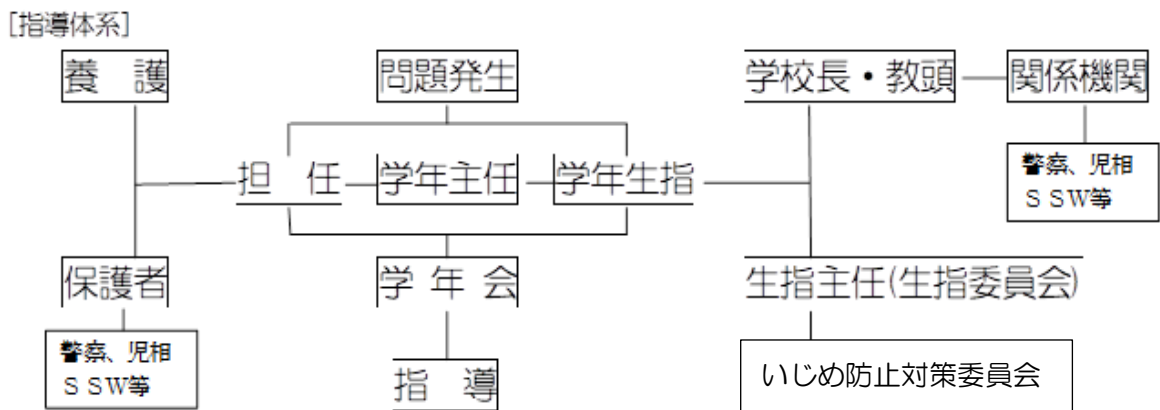 [指導体系]
養　護
問題発生
学校長・教頭
関係機関
警察、児相
ＳＳＷ等
担　任
学年主任
学年生指
保護者
学 年 会
生指主任(生指委員会)
警察、児相
ＳＳＷ等
指　導
いじめ防止対策委員会